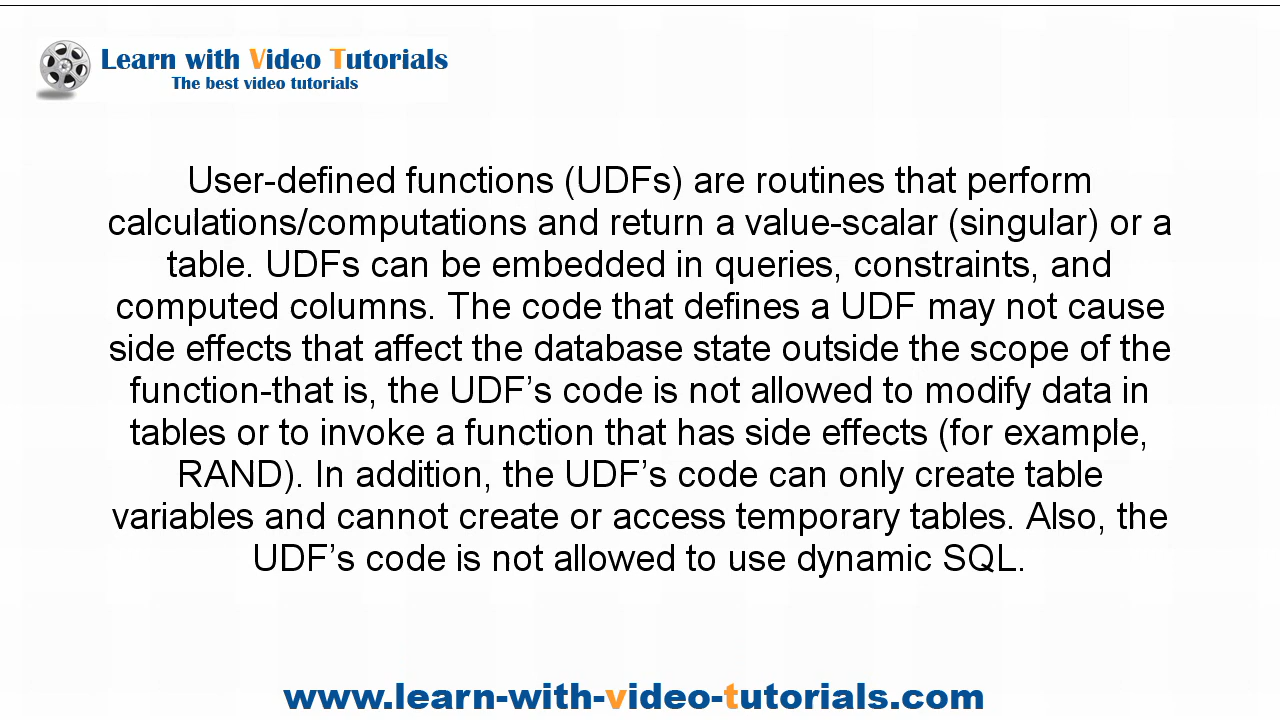 Learn with Video Tutorials
The best video tutorials
User-defined functions (UDFs) are routines that perform
calculations/computations and return a value-scalar (singular) or a
table. UDFs can be embedded in queries, constraints, and
computed columns. The code that defines a UDF may not cause
side effects that affect the database state outside the scope of the
function-that is, the UDF’s code is not allowed to modify data in
tables or to invoke a function that has side effects (for example,
RAND). In addition, the UDF’s code can only create table
variables and cannot create or access temporary tables. Also, the
UDF’s code is not allowed to use dynamic SQL.
www.learn-with-video-tutorials.com